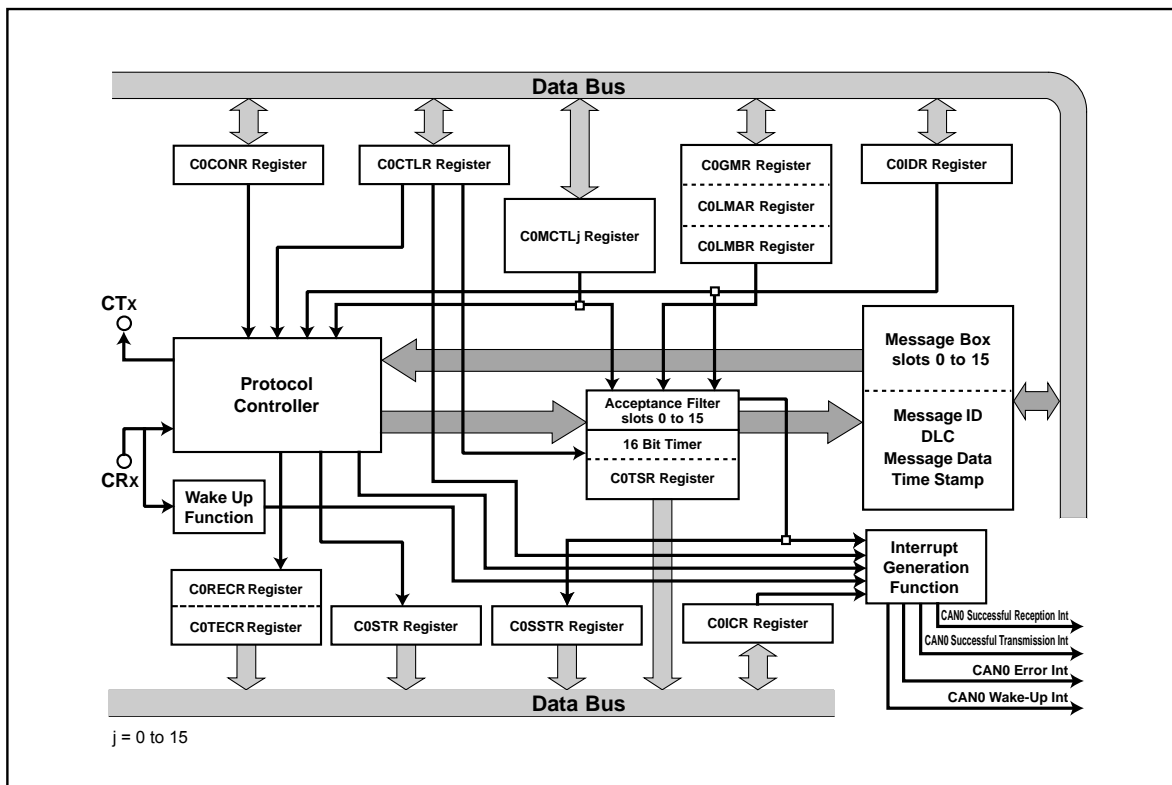 Data Bus
C0CONR Register
C0CTLR Register
C0MCTLj Register
C0GMR Register
C0LMAR Register
C0LMBR Register
C0IDR Register
CTx
CRx
Protocol
Controller
Wake Up
Function
Acceptance Filter
slots 0 to 15
16 Bit Timer
C0TSR Register
Message Box
slots 0 to 15
Message ID
DLC
Message Data
Time Stamp
Interrupt
Generation
Function
C0RECR Register
C0TECR Register
C0STR Register
C0SSTR Register
C0ICR Register
CAN0 Successful Reception Int
CAN0 Successful Transmission Int
CAN0 Error Int
CAN0 Wake-Up Int
Data Bus
j = 0 to 15